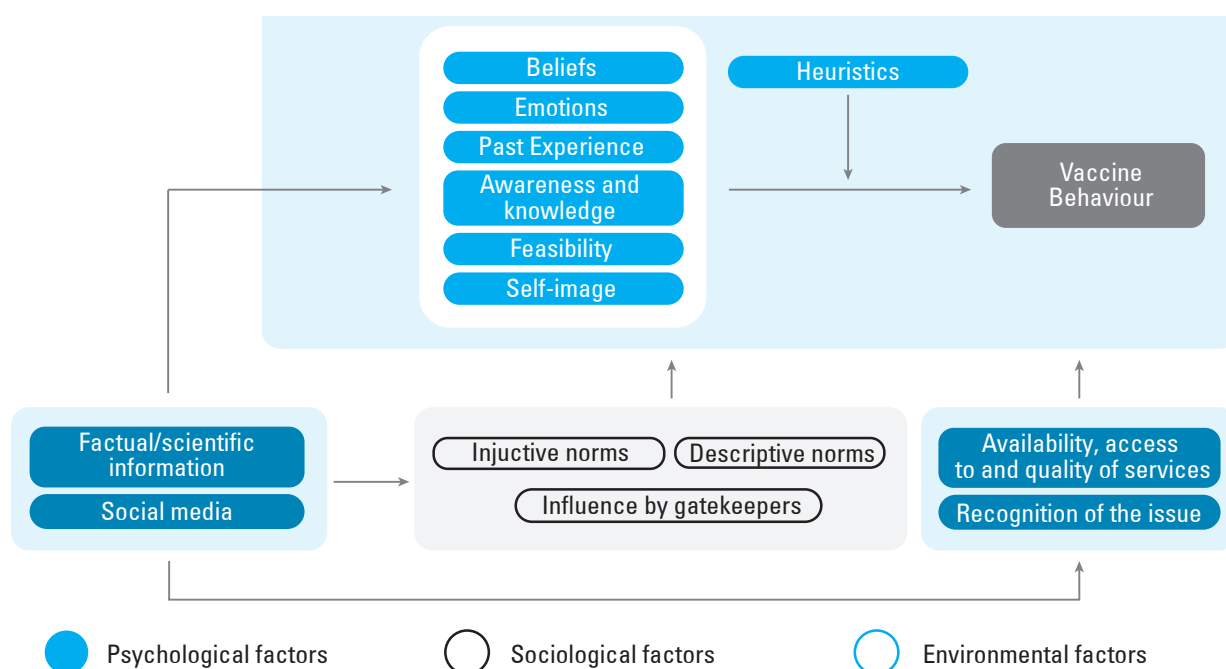 Beliefs
Emotions
Past Experience
Awareness and
knowledge
Feasibility
Self-image
Heuristics
Vaccine
Behaviour
Factual/scientific
information
Social media
Injuctive norms
Descriptive norms
Influence by gatekeepers
Availability, access
to and quality of services
Recognition of the issue
Psychological factors
Sociological factors
Environmental factors